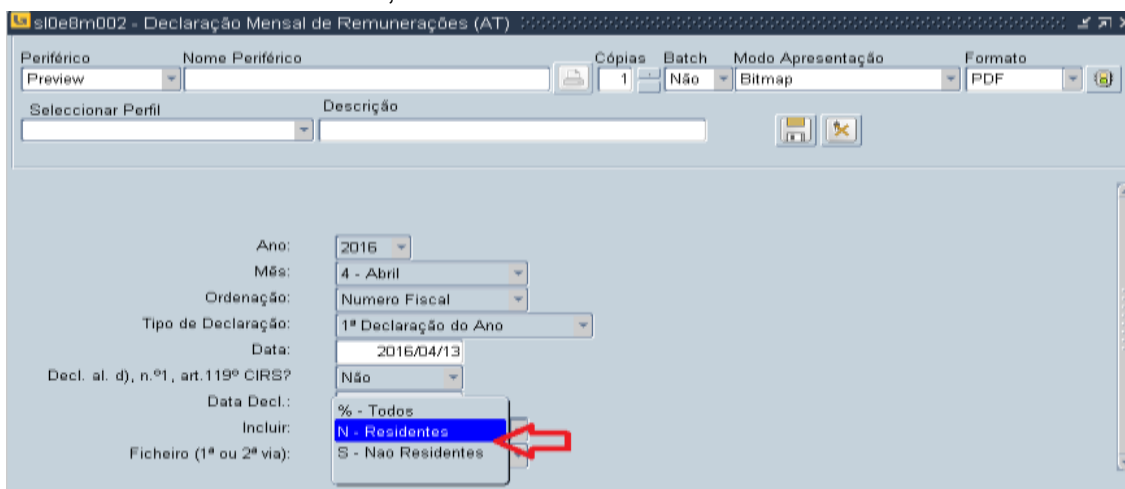 sl0e8m002 - Declaração Mensal de Remunerações (AT)
Periférico Nome Periférico Cópias Batch Modo Apresentação Formato
Preview 1 Não Bitmap PDF
Seleccionar Perfil Descrição
Ano: 2016
Mês: 4 - Abril
Ordenação: Numero Fiscal
Tipo de Declaração: 1ª Declaração do Ano
Data: 2016/04/13
Decl. al. d), n.º1, art.119º CIRS? Não
Data Decl.:
% - Todos
Incluir: N - Residentes
Ficheiro (1ª ou 2ª via): S - Nao Residentes